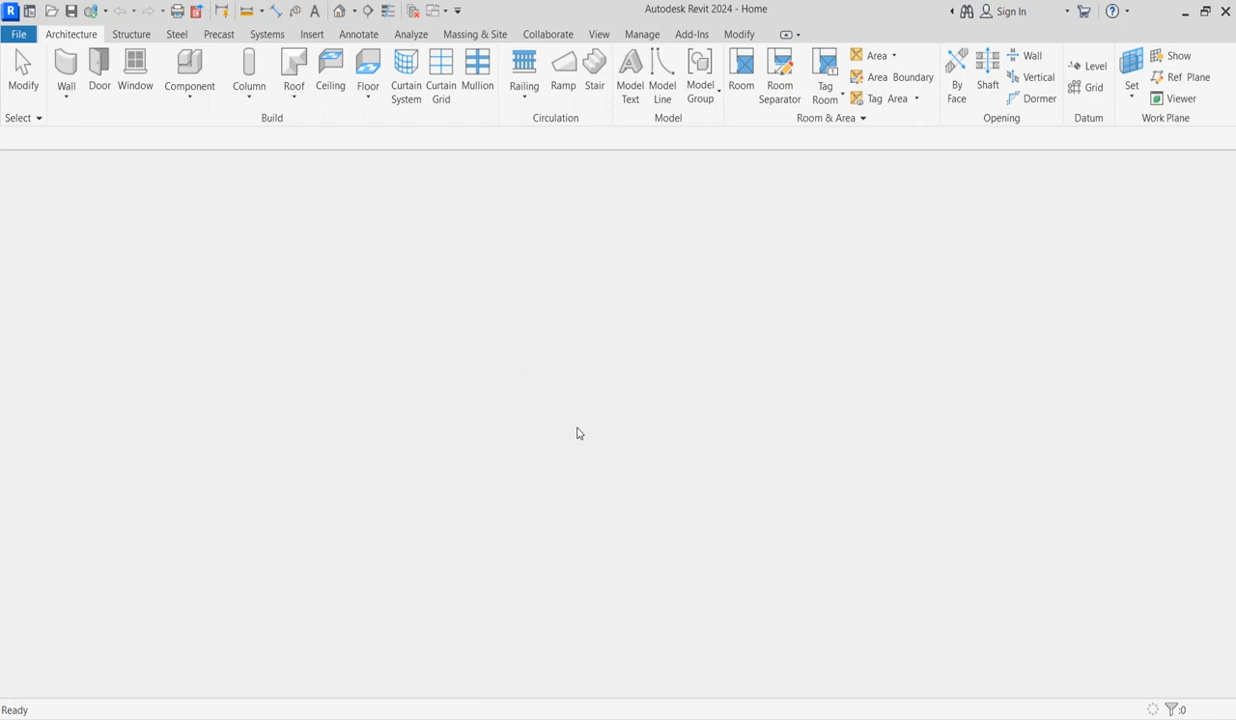 R Autodesk Revit 2024 - Home Sign In
File Architecture Structure Steel Precast Systems Insert Annotate Analyze Massing & Site Collaborate View Manage Add-Ins Modify
Modify Wall Door Window Component Column Roof Ceiling Floor Curtain System Curtain Grid Mullion Railing Ramp Stair Model Text Model Line Model Group Room Room Separator Tag Room Area Area Boundary Tag Area By Face Shaft Wall Vertical Dormer Level Grid Set Show Ref Plane Viewer
Select Build Circulation Model Room & Area Opening Datum Work Plane
Ready :0